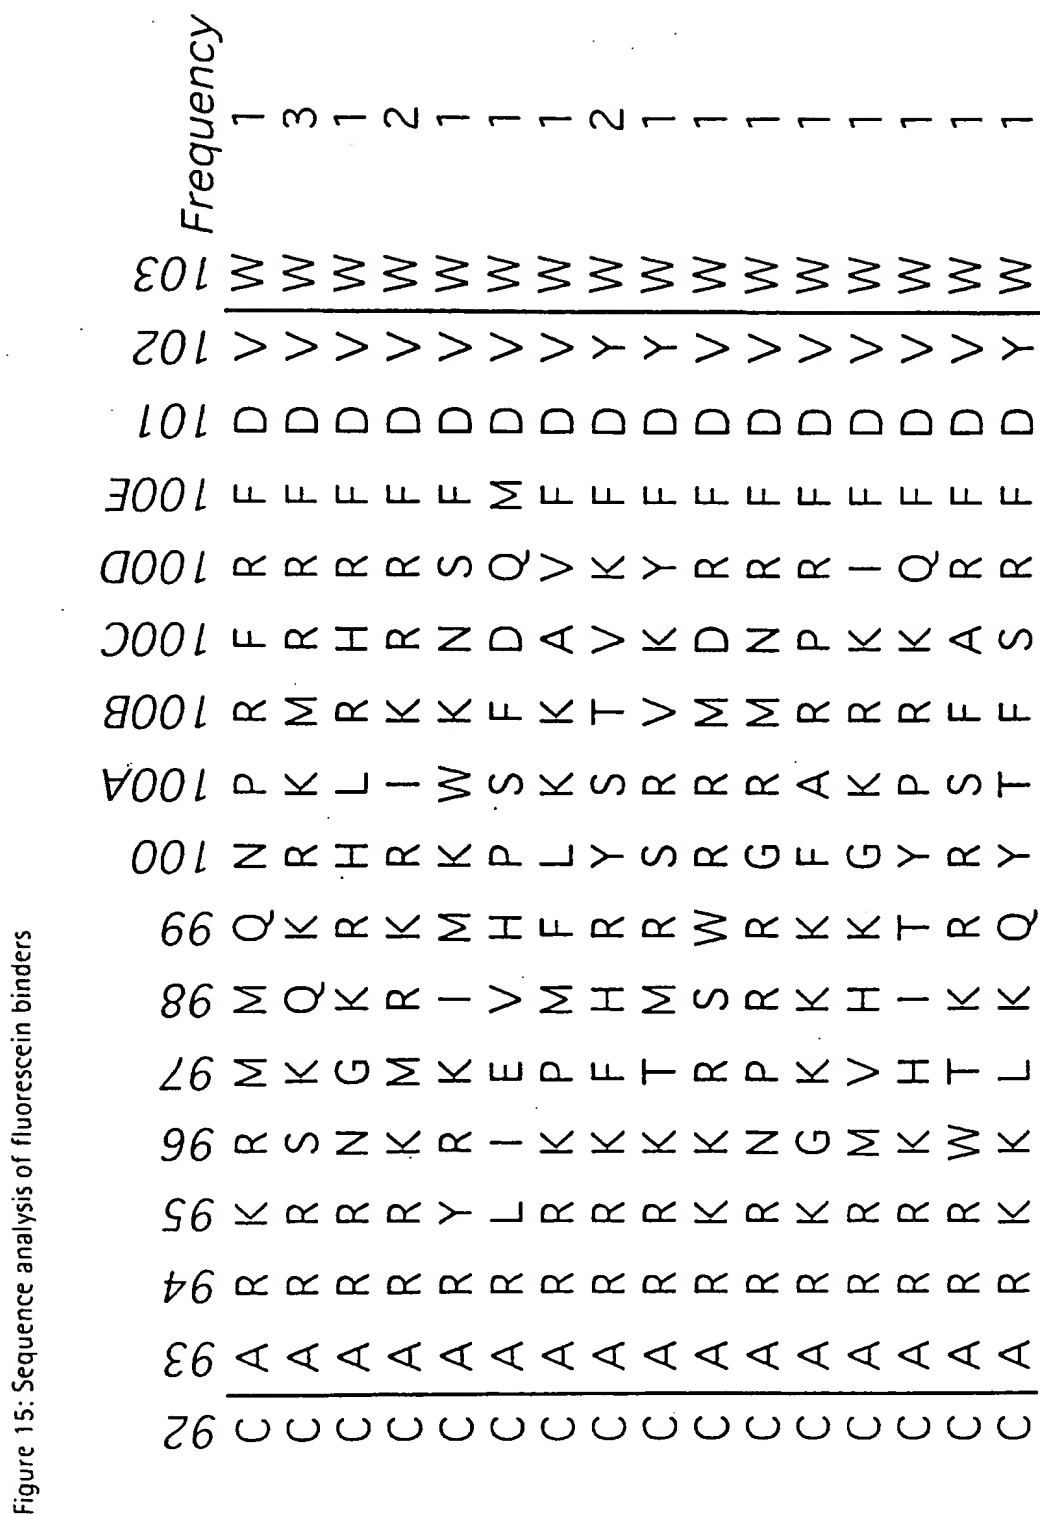 Figure 15: Sequence analysis of fluorescein binders
92 93 94 95 96 97 98 99 100 100A 100B 100C 100D 100E 101 102 103 Frequency
C A R K R M M Q N P R F R F D V W 1
C A R R S K Q K R K M R R F D V W 3
C A R R N G K R H L R H R F D V W 1
C A R R K M R K R I K R R F D V W 2
C A R Y R K I M K W K N S F D V W 1
C A R L I E V H P S F D Q M D V W 1
C A R R K P M F L K K A V F D V W 1
C A R R K F H R Y S T V K F D Y W 2
C A R R K T M R S R V K Y F D Y W 1
C A R K K R S W R R M D R F D V W 1
C A R R N P R R G R M N R F D V W 1
C A R K G K K K F A R P R F D V W 1
C A R R M V H K G K R K I F D V W 1
C A R R K H I T Y P R K Q F D V W 1
C A R R W T K R R S F A R F D V W 1
C A R K K L K Q Y T F S R F D Y W 1